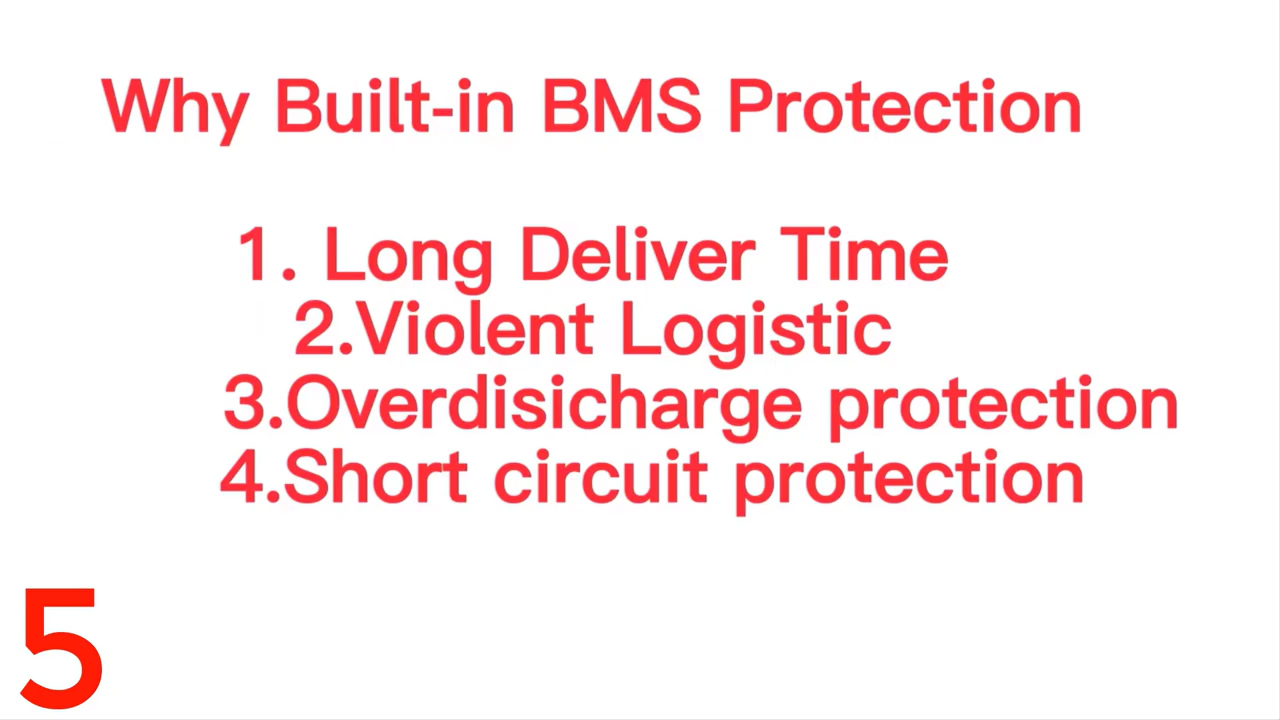 Why Built-in BMS Protection
1. Long Deliver Time
2.Violent Logistic
3.Overdisicharge protection
4.Short circuit protection
5